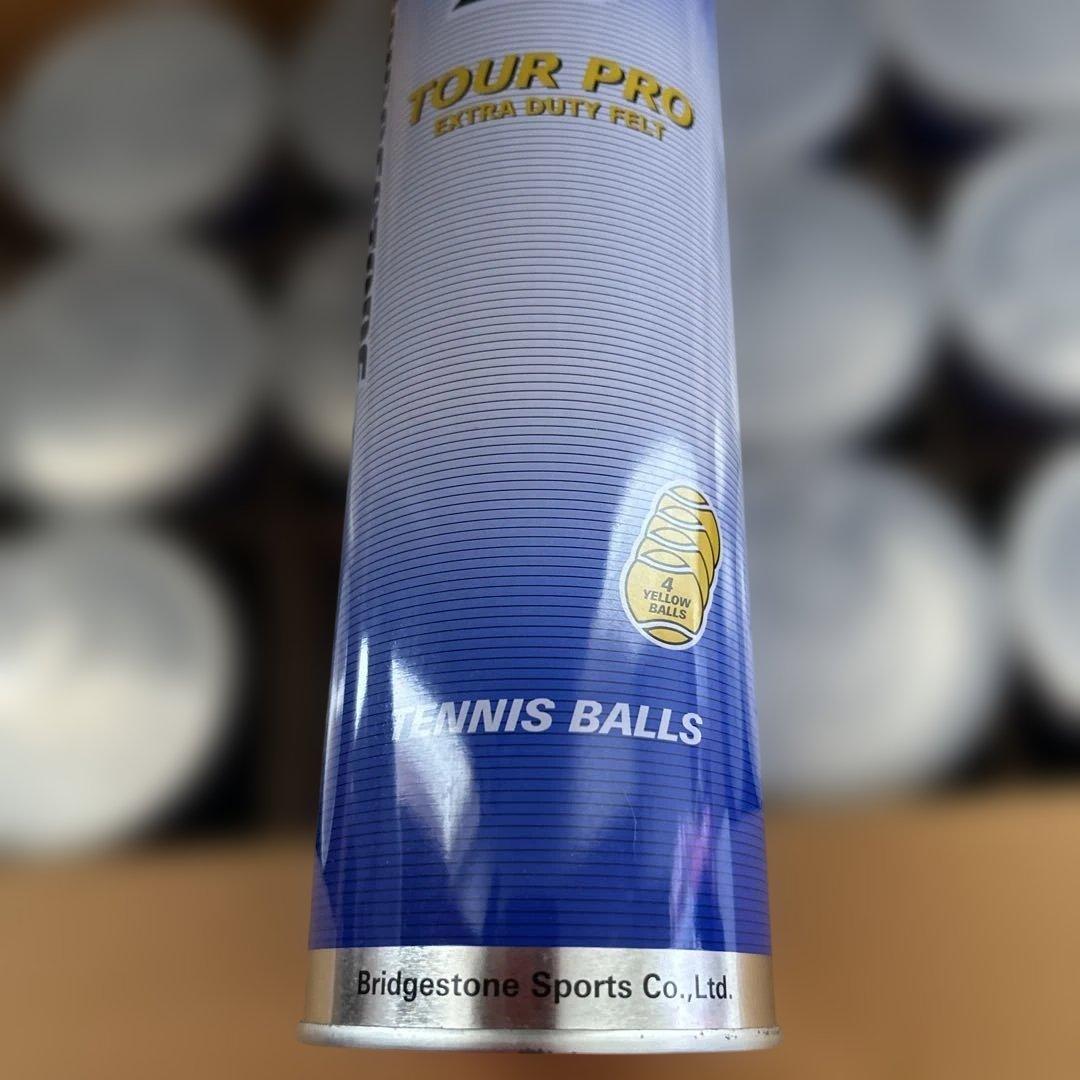 TOUR PRO
EXTRA DUTY FELT
4
YELLOW
BALLS
TENNIS BALLS
Bridgestone Sports Co.,Ltd.